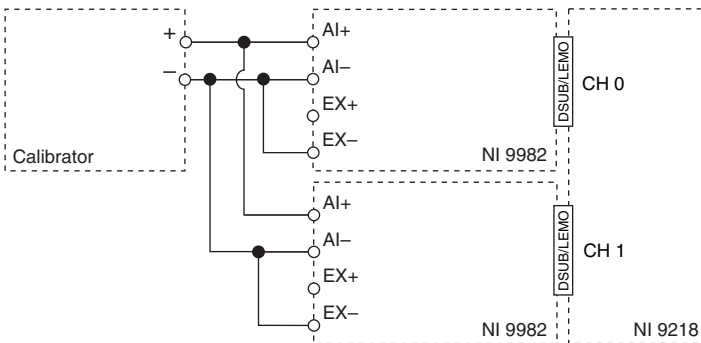 +
–
Calibrator
AI+
AI–
EX+
EX–
NI 9982
DSUB/LEMO
CH 0
AI+
AI–
EX+
EX–
NI 9982
DSUB/LEMO
CH 1
NI 9218